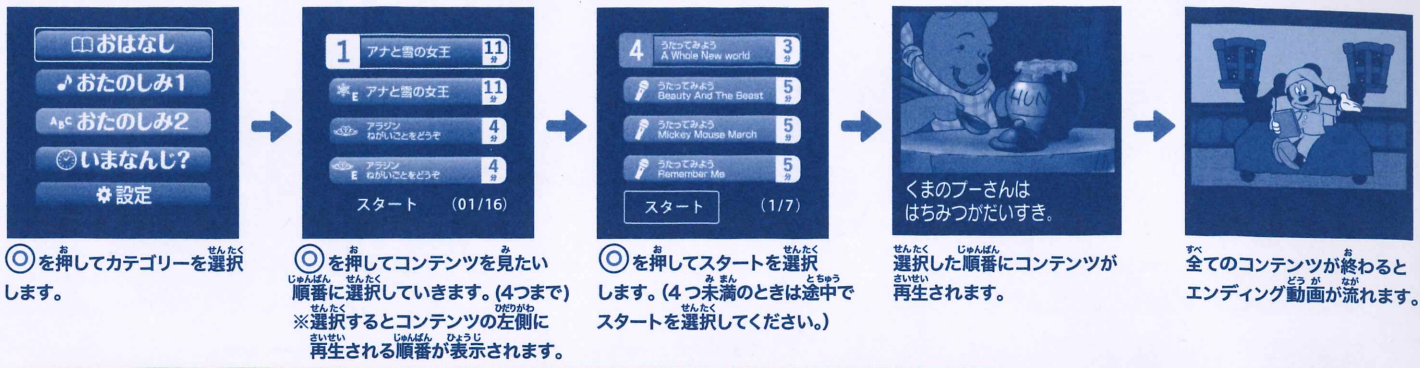 おはなし
おたのしみ1
ABC おたのしみ2
いまなんじ?
設定
1 アナと雪の女王 11分
E アナと雪の女王 11分
アラジン
ねがいごとをどうぞ 4分
アラジン
E ねがいごとをどうぞ 4分
スタート (01/16)
うたってみよう
4 A Whole New world 3分
うたってみよう
Beauty And The Beast 5分
うたってみよう
Mickey Mouse March 5分
うたってみよう
Remember Me 5分
スタート (1/7)
HUN
くまのプーさんは
はちみつがだいすき。
◎を押してカテゴリーを選択
します。
◎を押してコンテンツを見たい
順番に選択していきます。(4つまで)
※選択するとコンテンツの左側に
再生される順番が表示されます。
◎を押してスタートを選択
します。(4つ未満のときは途中で
スタートを選択してください。)
選択した順番にコンテンツが
再生されます。
全てのコンテンツが終わると
エンディング動画が流れます。